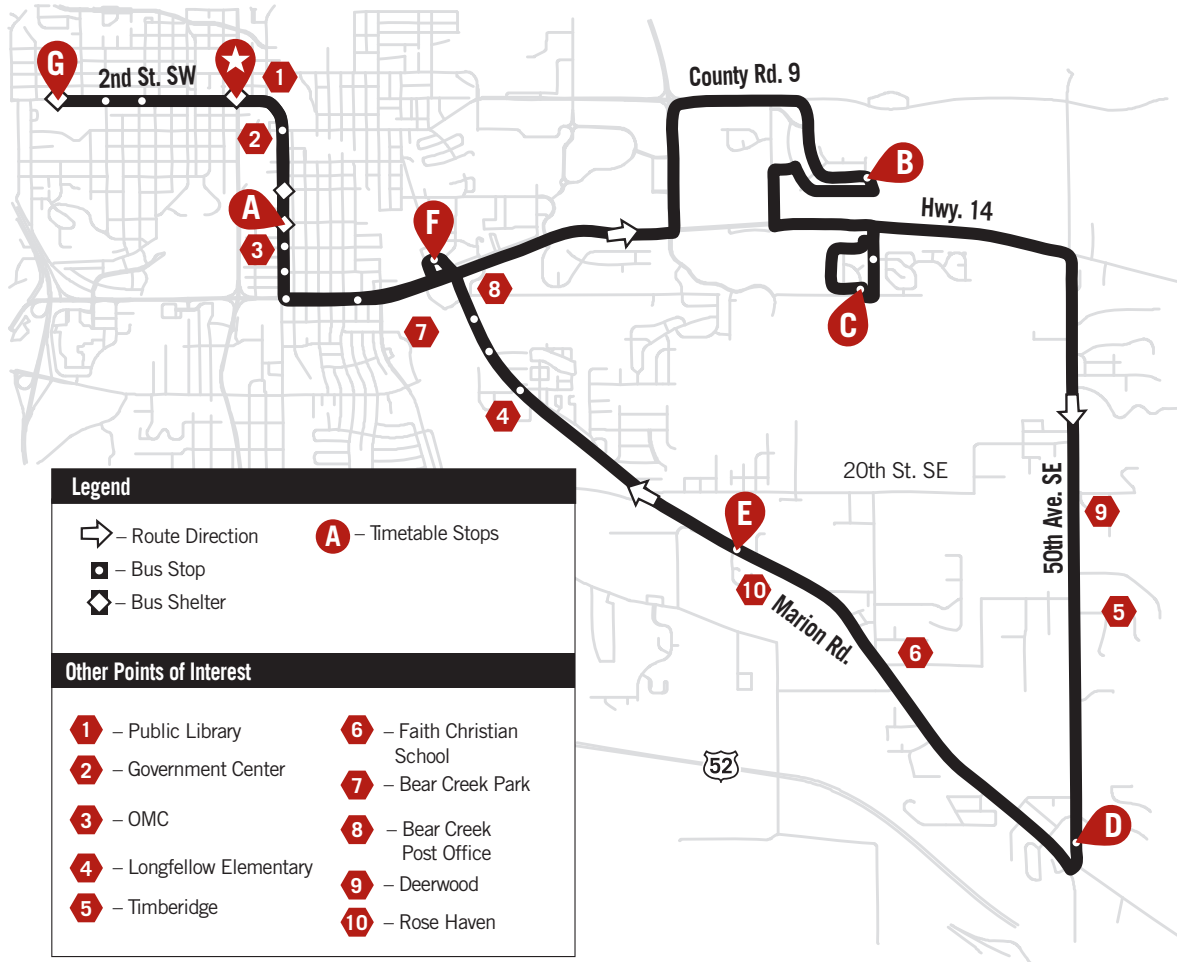 G
2nd St. SW
1
2
A
3
F
8
7
4
County Rd. 9
B
Hwy. 14
C
20th St. SE
50th Ave. SE
9
5
E
10
Marion Rd.
6
52
D
Legend
– Route Direction
– Bus Stop
– Bus Shelter
A – Timetable Stops
Other Points of Interest
1 – Public Library
2 – Government Center
3 – OMC
4 – Longfellow Elementary
5 – Timberidge
6 – Faith Christian
School
7 – Bear Creek Park
8 – Bear Creek
Post Office
9 – Deerwood
10 – Rose Haven